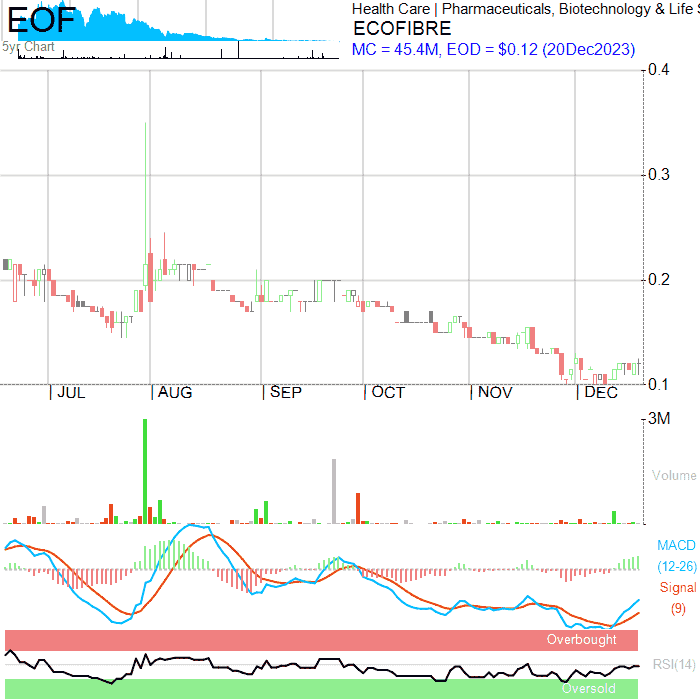 EOF
5yr Chart
Health Care | Pharmaceuticals, Biotechnology & Life S
ECOFIBRE
MC = 45.4M, EOD = $0.12 (20Dec2023)
0.4
0.3
0.2
0.1
JUL AUG SEP OCT NOV DEC
3M
Volume
MACD
(12-26)
Signal
(9)
Overbought
RSI(14)
Oversold